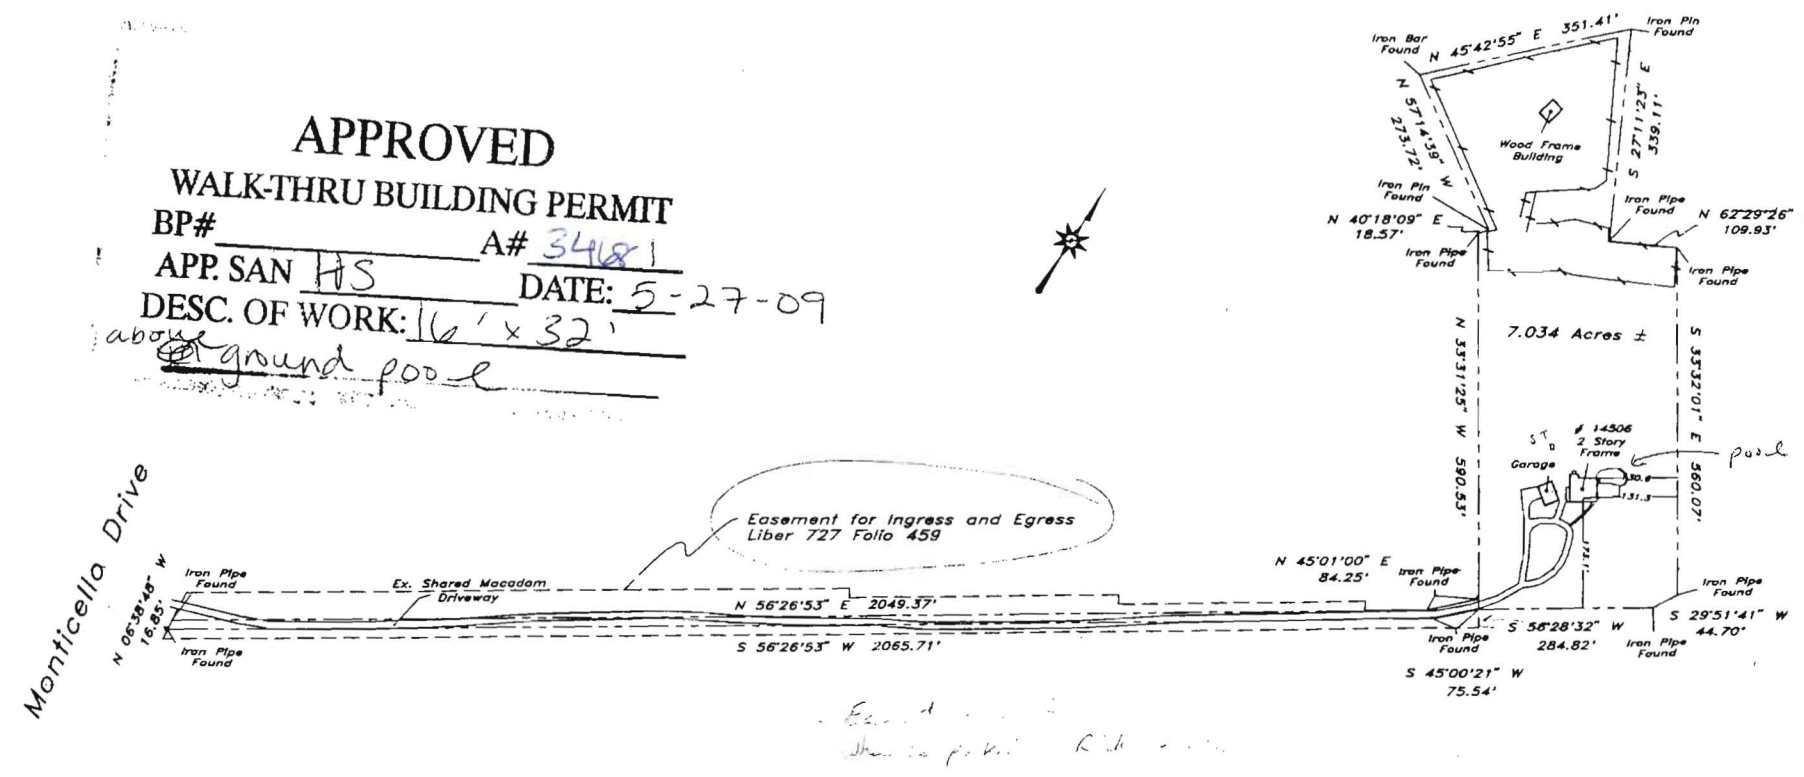 APPROVED
WALK-THRU BUILDING PERMIT
BP# A# 34681
APP. SAN HS DATE: 5-27-09
DESC. OF WORK: 16' x 32'
above ground pool
Iron Bar
Found
N 45°42'55" E 351.41'
Iron Pin
Found
N 57°14'39" W
273.72'
S 27°11'23" E
339.11'
Wood Frame
Building
Iron Pin
Found
N 40°18'09" E
18.57'
Iron Pipe
Found
Iron Pipe
Found
N 62°29'26"
109.93'
Iron Pipe
Found
7.034 Acres ±
N 33°31'25" W 590.53'
S 33°32'01" E 560.07'
ST
# 14506
2 Story
Frame
Garage
pool
130.6
131.3
173.1'
Easement for Ingress and Egress
Liber 727 Folio 459
Monticello Drive
N 06°38'48" W
16.85'
Iron Pipe
Found
Iron Pipe
Found
Ex. Shared Macadam
Driveway
N 56°26'53" E 2049.37'
S 56°26'53" W 2065.71'
N 45°01'00" E
84.25'
Iron Pipe
Found
Iron Pipe
Found
S 45°00'21" W
75.54'
S 56°28'32" W
284.82'
Iron Pipe
Found
Iron Pipe
Found
S 29°51'41" W
44.70'